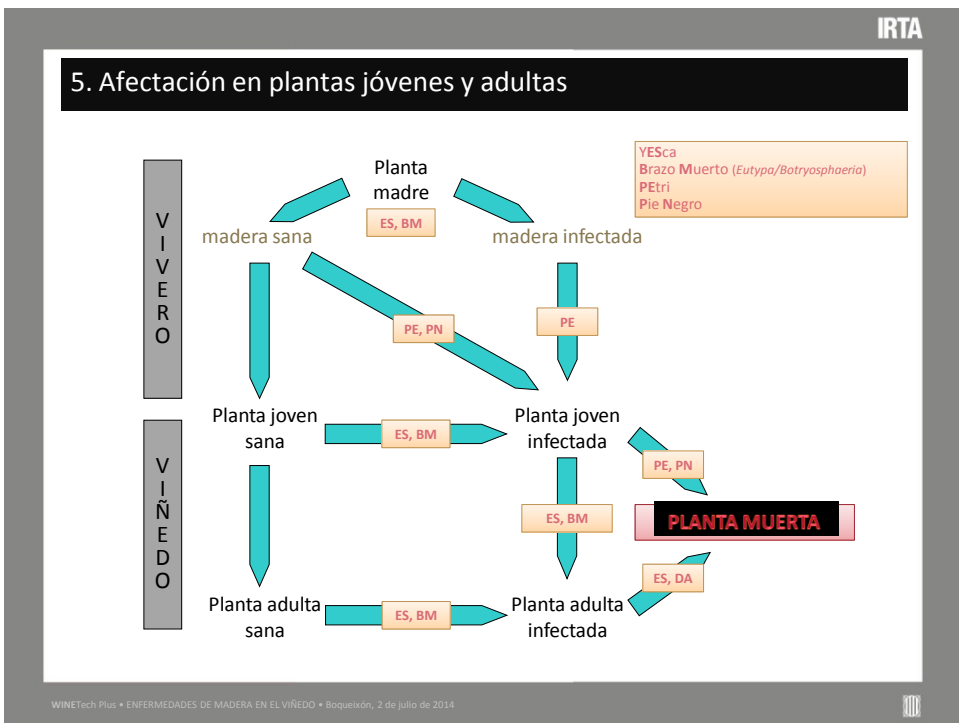 IRTA
5. Afectación en plantas jóvenes y adultas
YESca
Brazo Muerto (Eutypa/Botryosphaeria)
PEtri
Pie Negro
VIVERO
Planta
madre
ES, BM
madera sana
madera infectada
PE, PN
PE
VIÑEDO
Planta joven
sana
ES, BM
Planta joven
infectada
PE, PN
ES, BM
PLANTA MUERTA
ES, DA
Planta adulta
sana
ES, BM
Planta adulta
infectada
WINETech Plus • ENFERMEDADES DE MADERA EN EL VIÑEDO • Boqueixón, 2 de julio de 2014